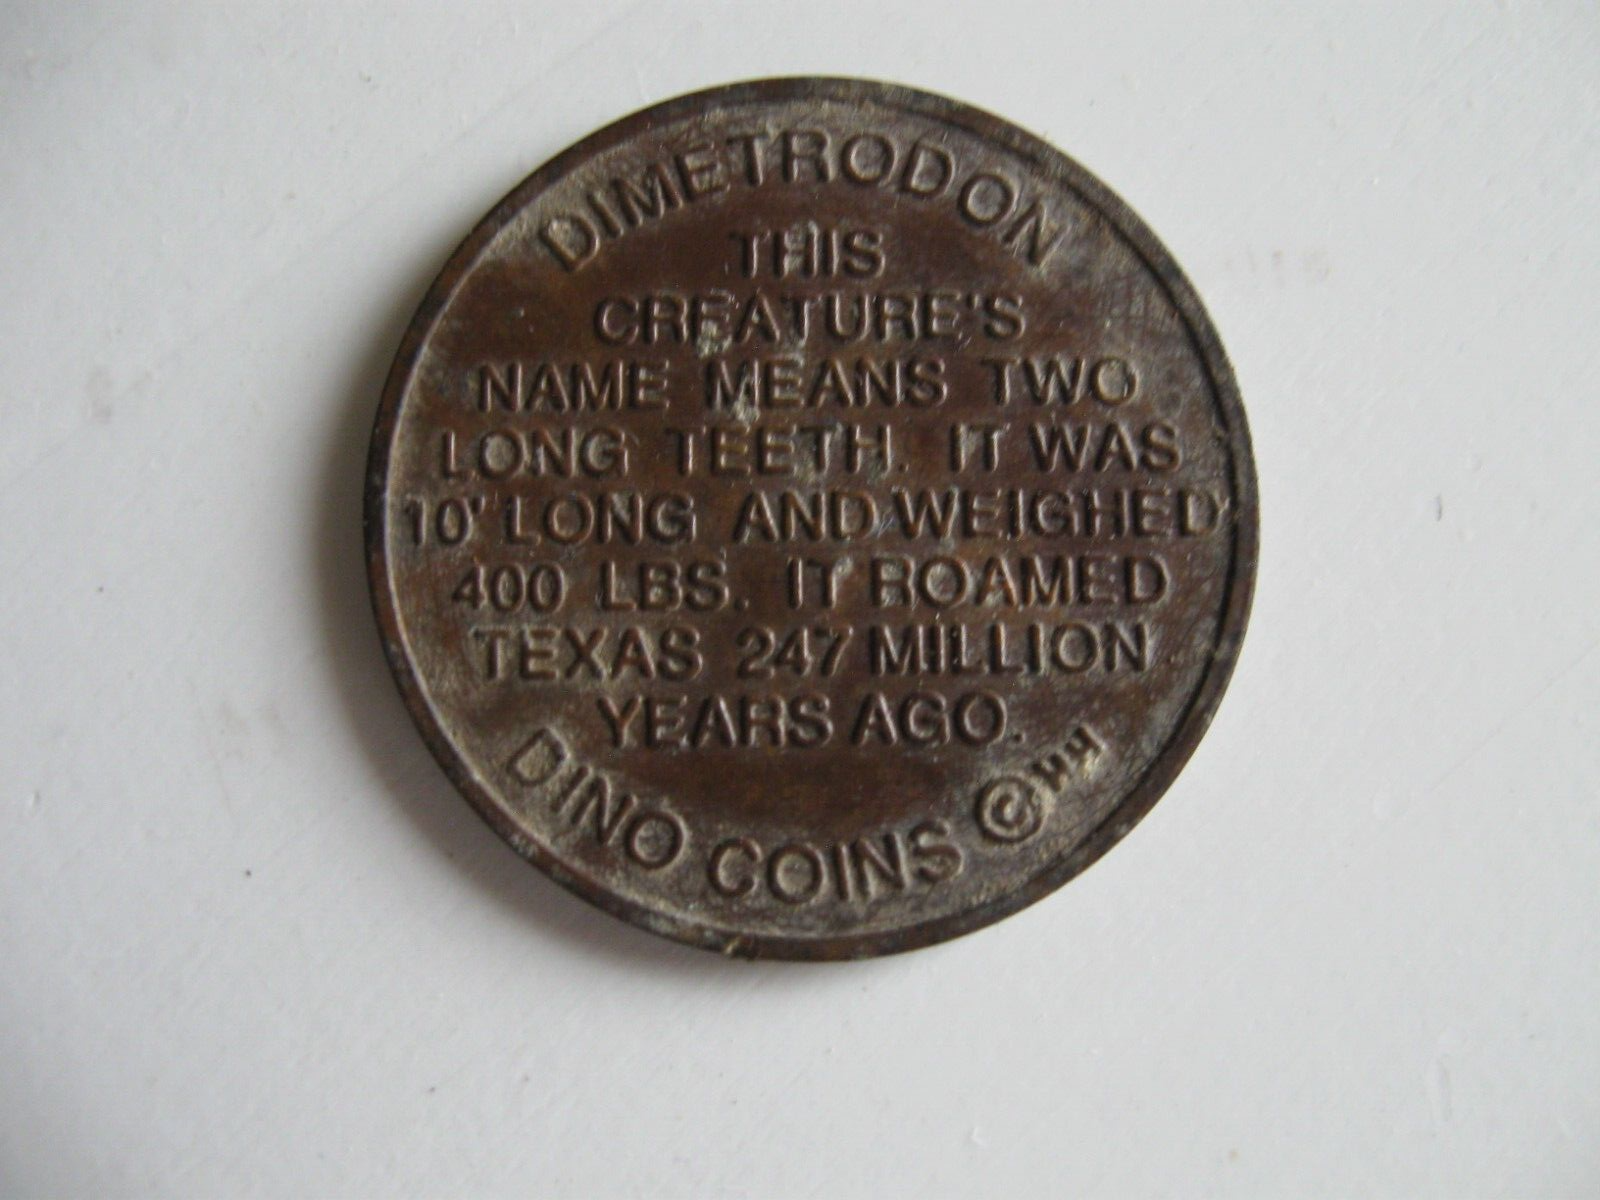 DIMETRODON
THIS
CREATURE'S
NAME MEANS TWO
LONG TEETH. IT WAS
10' LONG AND WEIGHED
400 LBS. IT ROAMED
TEXAS 247 MILLION
YEARS AGO.
DINO COINS ©